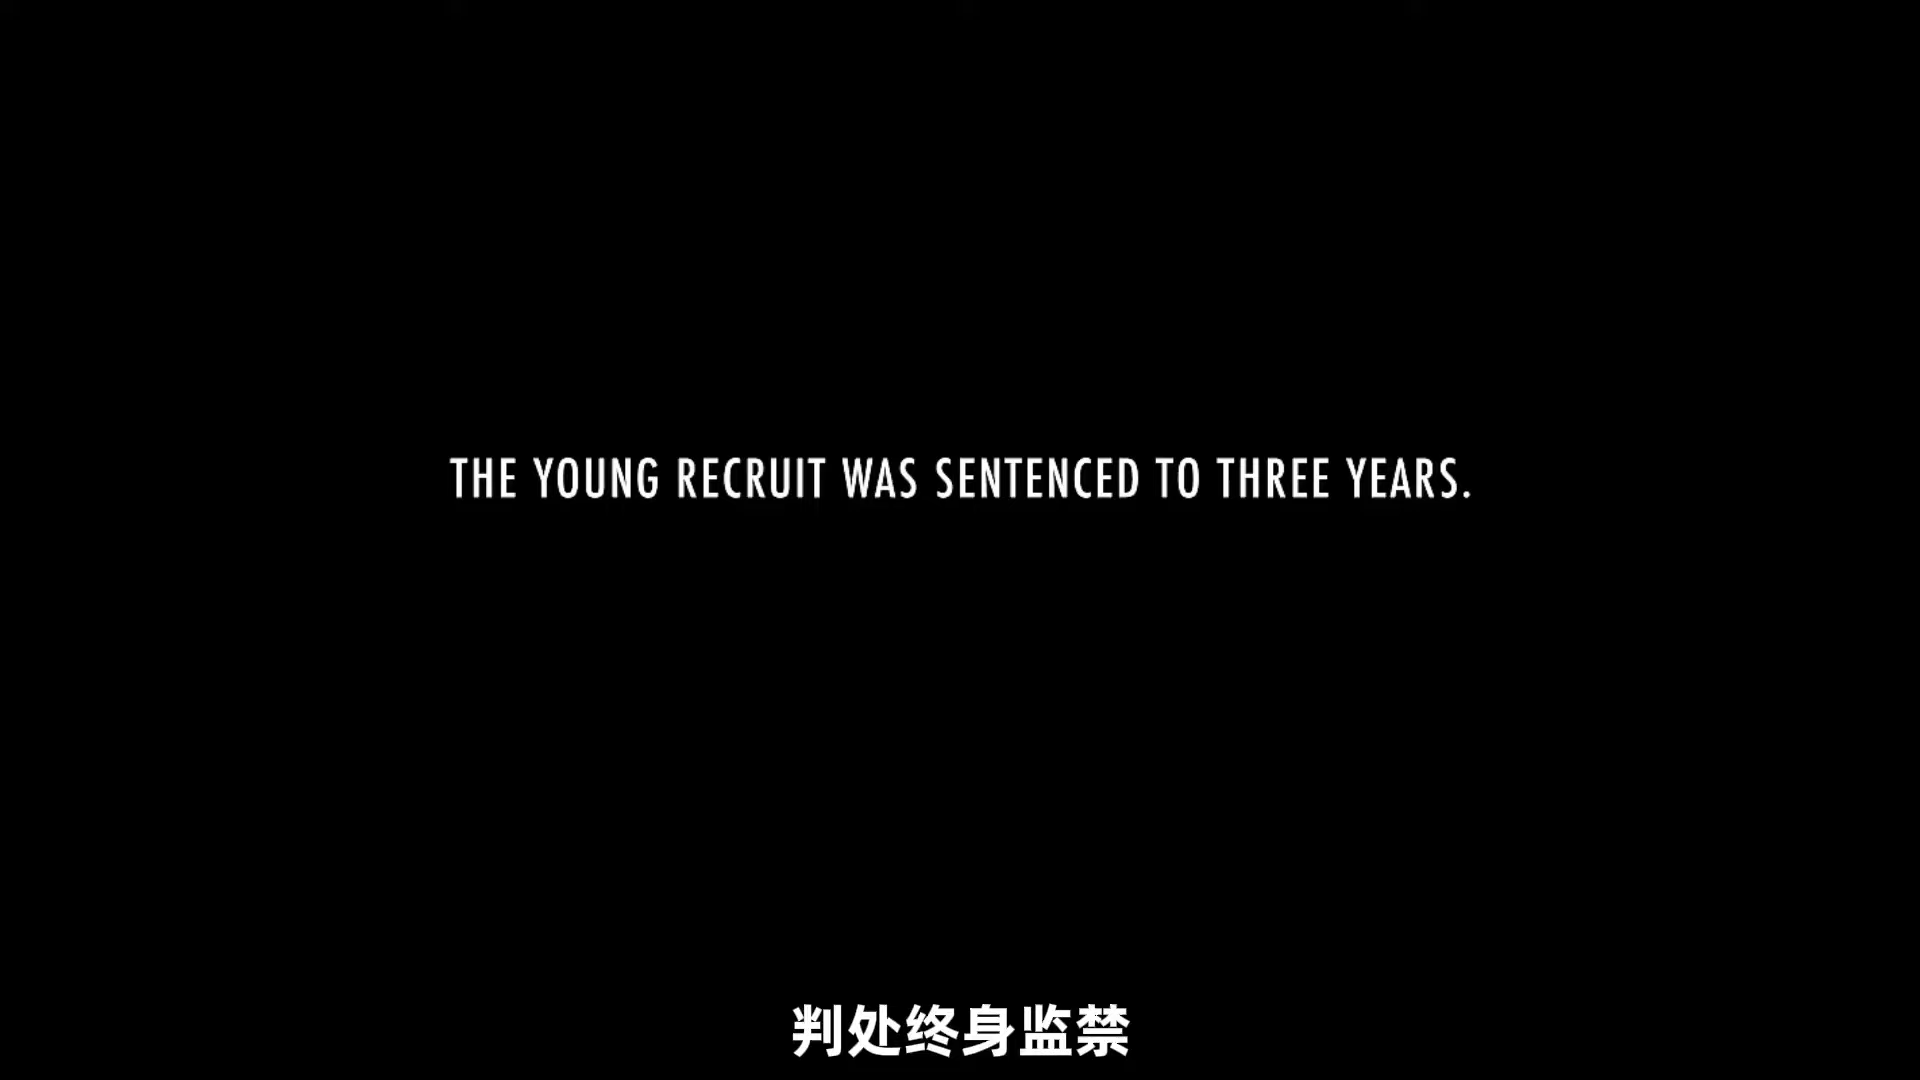 THE YOUNG RECRUIT WAS SENTENCED TO THREE YEARS.
判处终身监禁